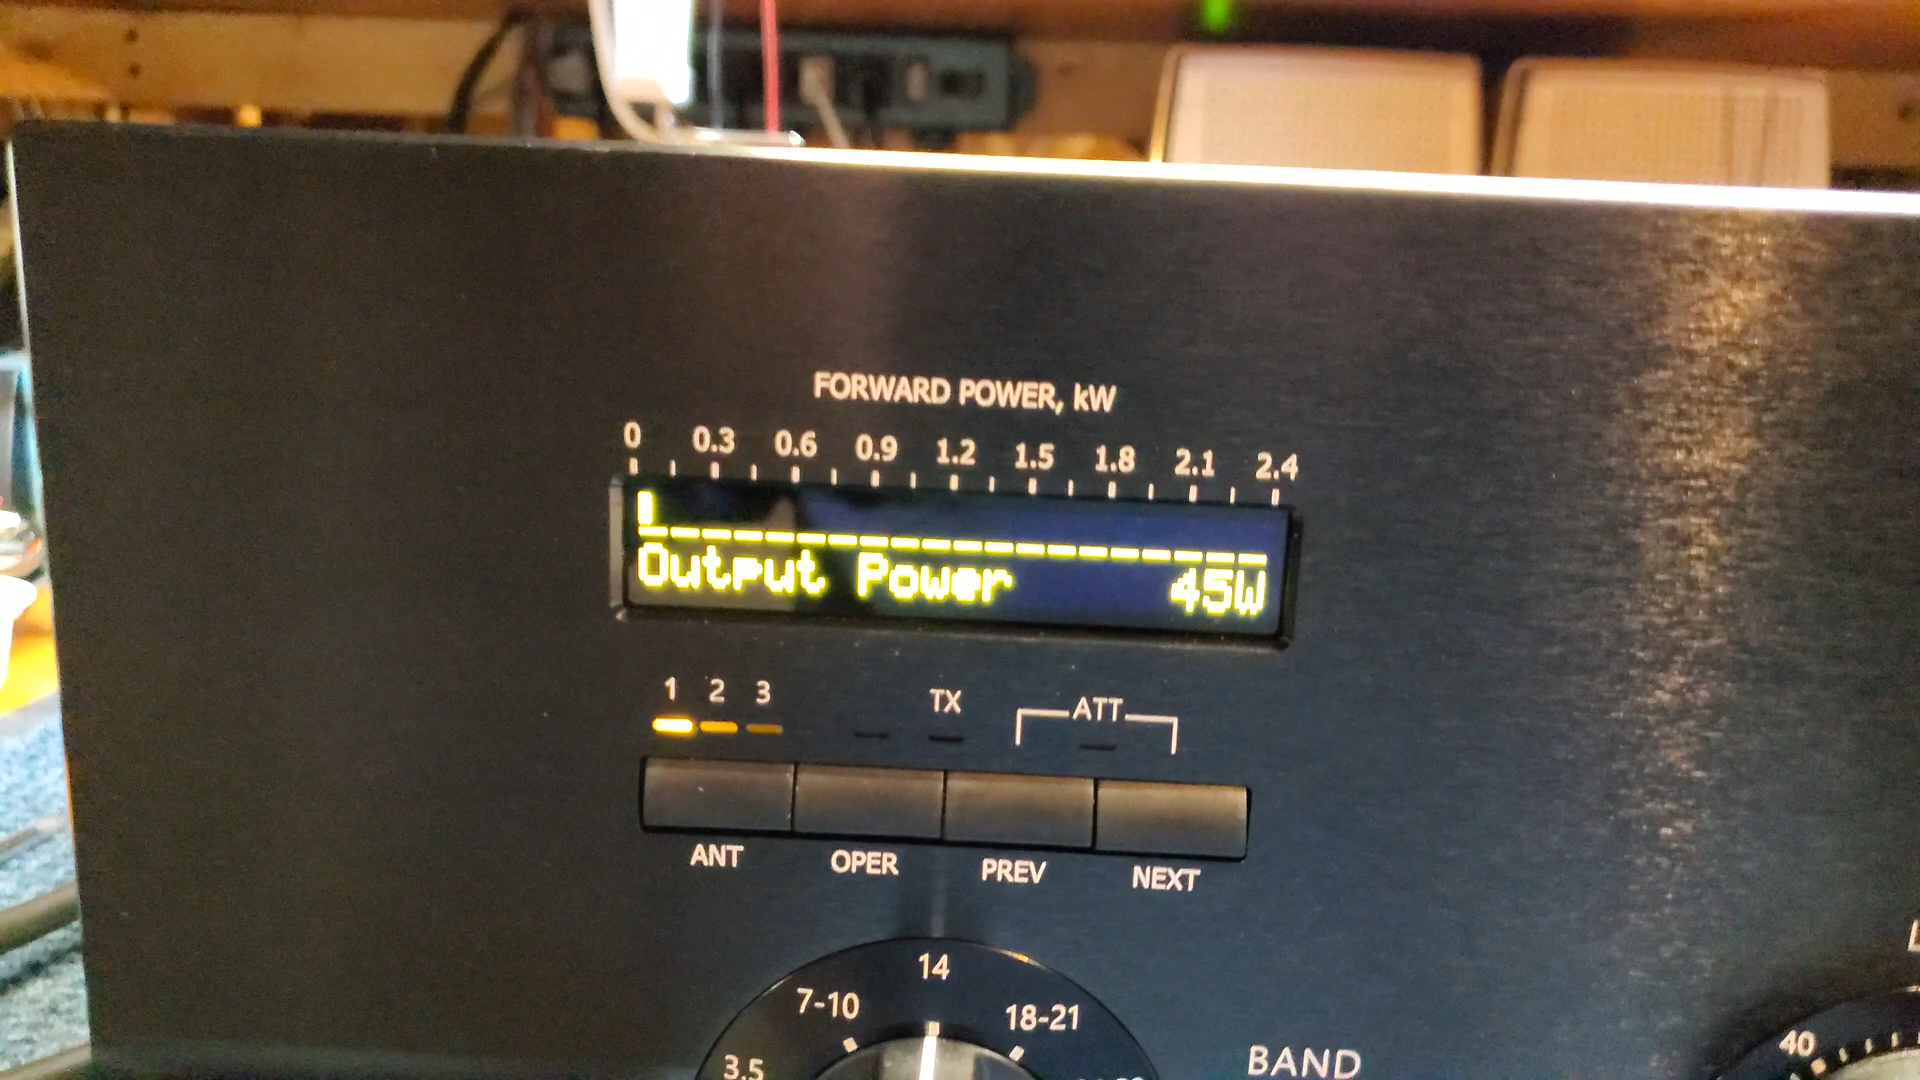 FORWARD POWER, kW
0 0.3 0.6 0.9 1.2 1.5 1.8 2.1 2.4
Output Power 45W
1 2 3 TX ATT
ANT OPER PREV NEXT
14
7-10 18-21
3.5
BAND
40